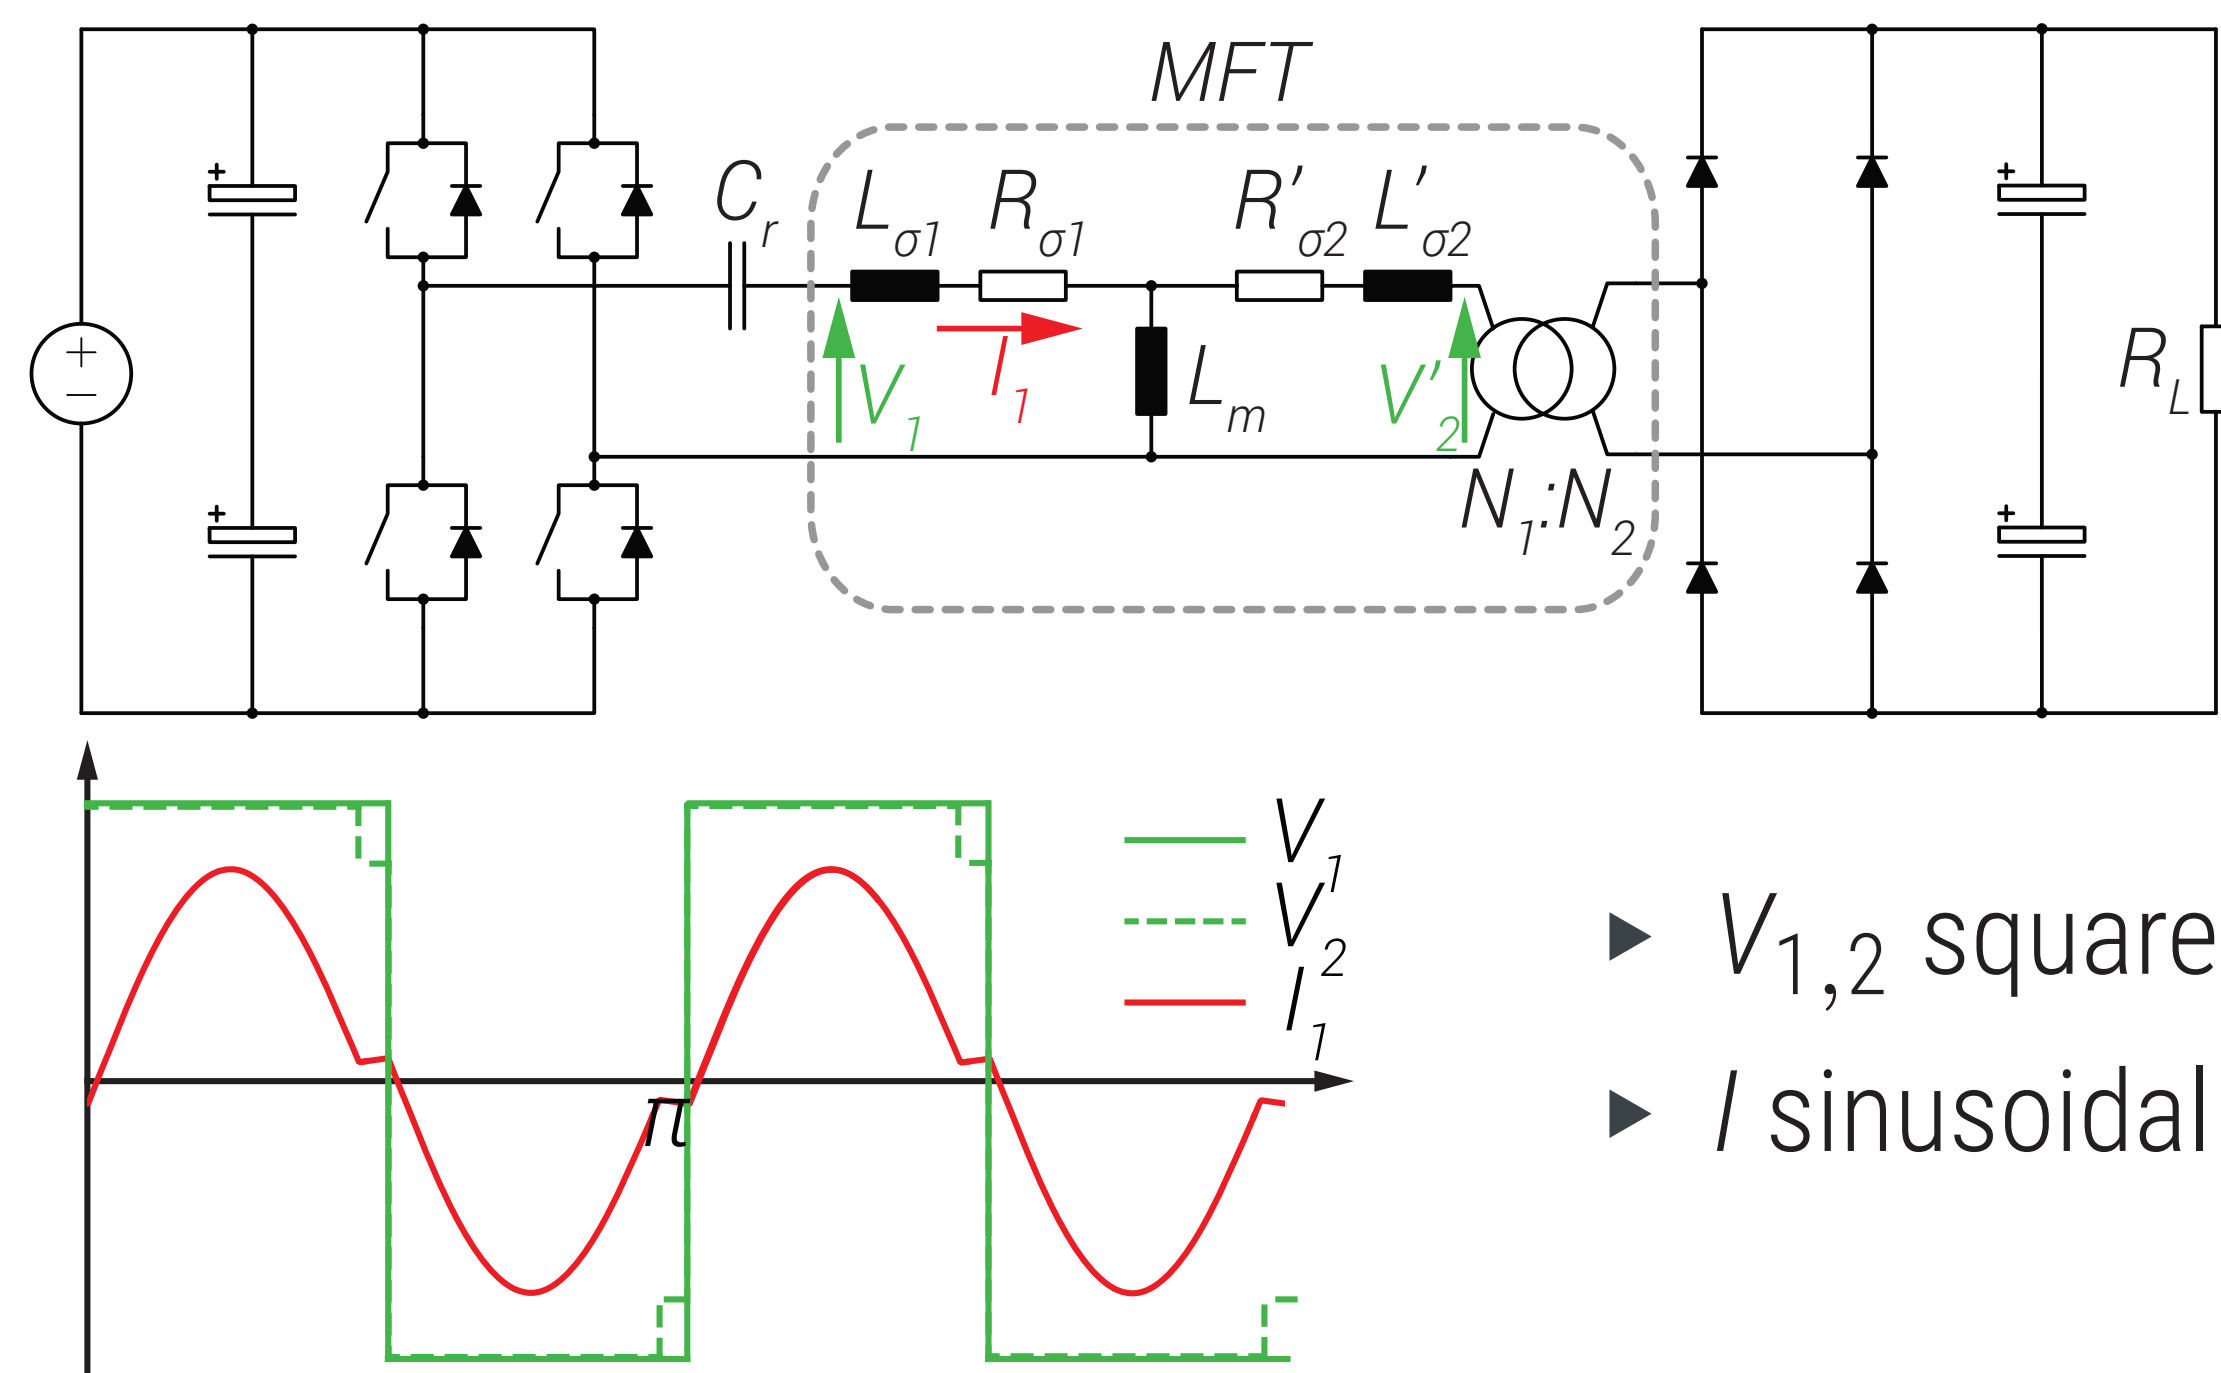 MFT
C_r
L_σ1
R_σ1
R'_σ2
L'_σ2
+
+
+
+
+
−
V_1
I_1
L_m
V'_2
N_1:N_2
R_L
V_1
V_2
I_1
π
V_1,2 square
I sinusoidal